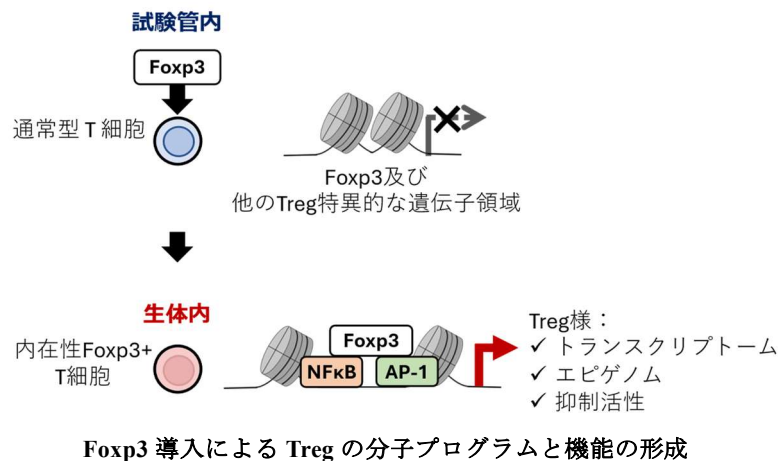 試験管内
Foxp3
通常型 T 細胞
Foxp3及び
他のTreg特異的な遺伝子領域
生体内
内在性Foxp3+
T細胞
Foxp3
NFκB
AP-1
Treg様：
✓ トランスクリプトーム
✓ エピゲノム
✓ 抑制活性
Foxp3 導入による Treg の分子プログラムと機能の形成